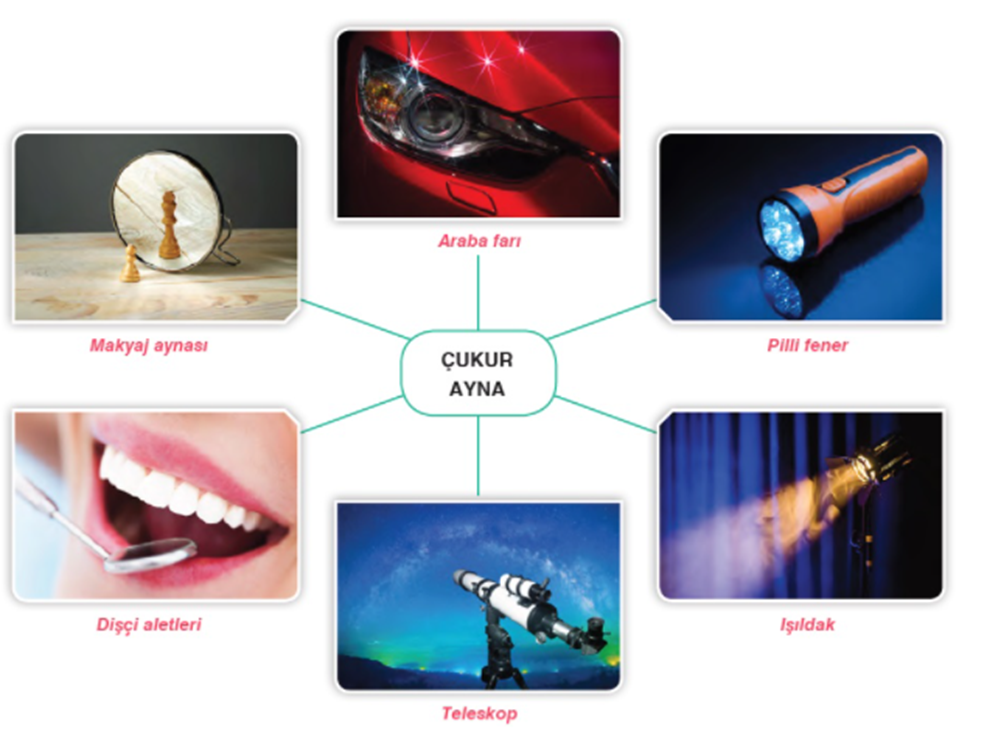 Araba farı
Makyaj aynası
Pilli fener
ÇUKUR
AYNA
Dişçi aletleri
Işıldak
Teleskop